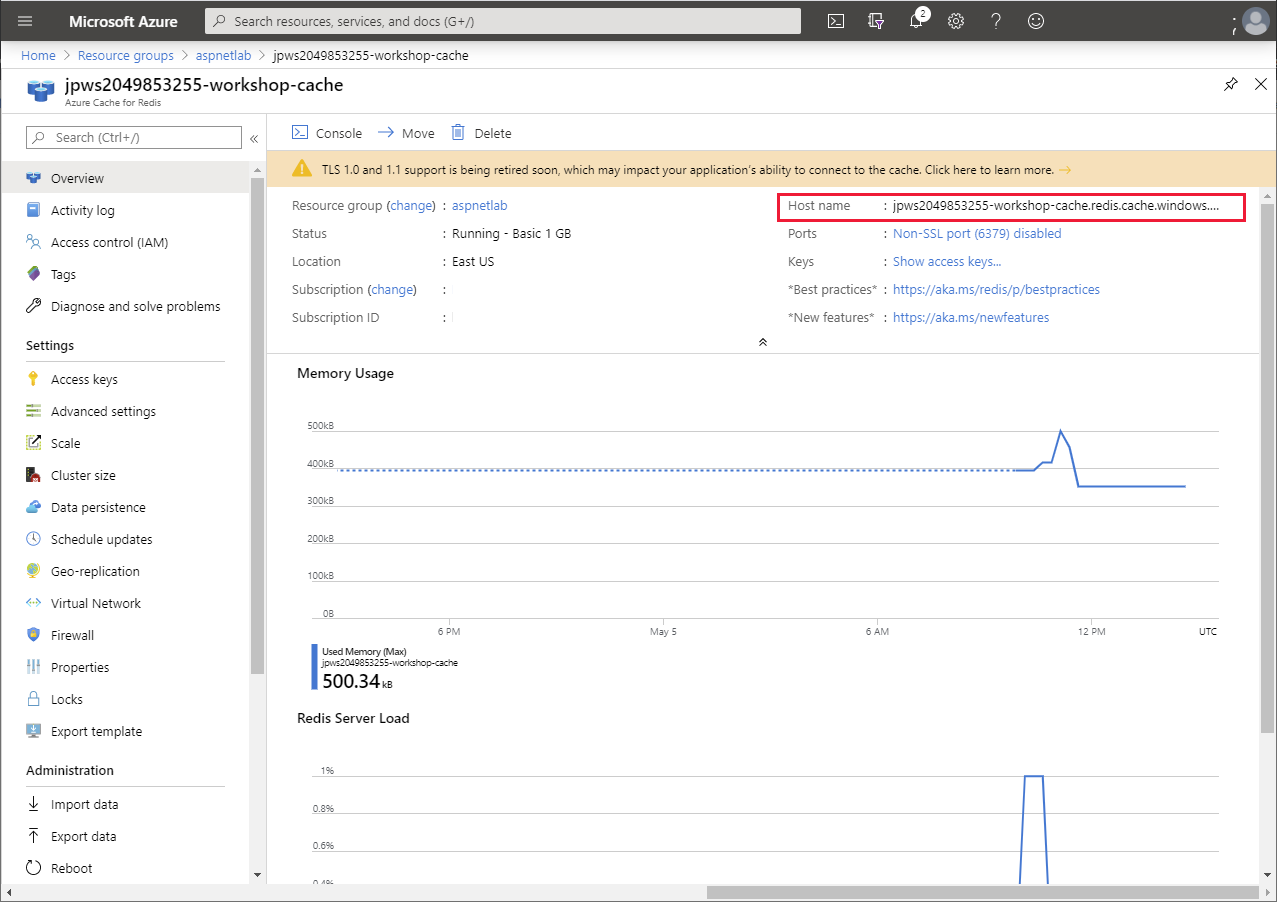 Microsoft Azure
Search resources, services, and docs (G+/)
2
Home > Resource groups > aspnetlab > jpws2049853255-workshop-cache
jpws2049853255-workshop-cache
Azure Cache for Redis
Search (Ctrl+/)
«
Overview
Activity log
Access control (IAM)
Tags
Diagnose and solve problems
Settings
Access keys
Advanced settings
Scale
Cluster size
Data persistence
Schedule updates
Geo-replication
Virtual Network
Firewall
Properties
Locks
Export template
Administration
Import data
Export data
Reboot
Console Move Delete
TLS 1.0 and 1.1 support is being retired soon, which may impact your application's ability to connect to the cache. Click here to learn more. →
Resource group (change) : aspnetlab
Status : Running - Basic 1 GB
Location : East US
Subscription (change) :
Subscription ID :
Host name : jpws2049853255-workshop-cache.redis.cache.windows....
Ports : Non-SSL port (6379) disabled
Keys : Show access keys...
*Best practices* : https://aka.ms/redis/p/bestpractices
*New features* : https://aka.ms/newfeatures
Memory Usage
500kB
400kB
300kB
200kB
100kB
0B
6 PM May 5 6 AM 12 PM UTC
Used Memory (Max)
jpws2049853255-workshop-cache
500.34 kB
Redis Server Load
1%
0.8%
0.6%
0.4%